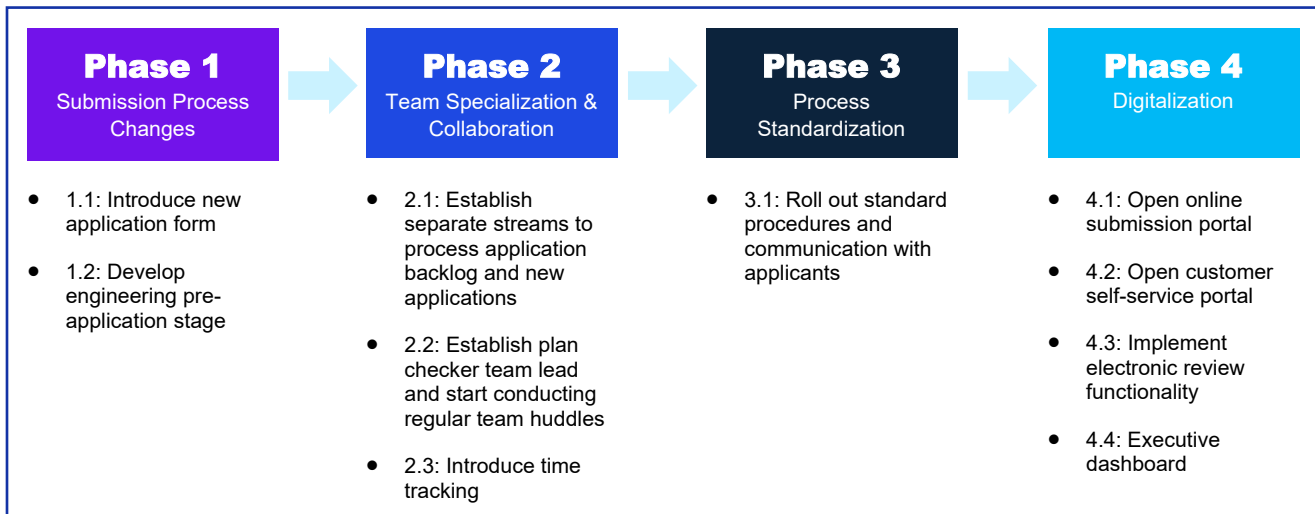 Phase 1
Submission Process
Changes
Phase 2
Team Specialization &
Collaboration
Phase 3
Process
Standardization
Phase 4
Digitalization
● 1.1: Introduce new
application form
● 1.2: Develop
engineering pre-
application stage
● 2.1: Establish
separate streams to
process application
backlog and new
applications
● 2.2: Establish plan
checker team lead
and start conducting
regular team huddles
● 2.3: Introduce time
tracking
● 3.1: Roll out standard
procedures and
communication with
applicants
● 4.1: Open online
submission portal
● 4.2: Open customer
self-service portal
● 4.3: Implement
electronic review
functionality
● 4.4: Executive
dashboard